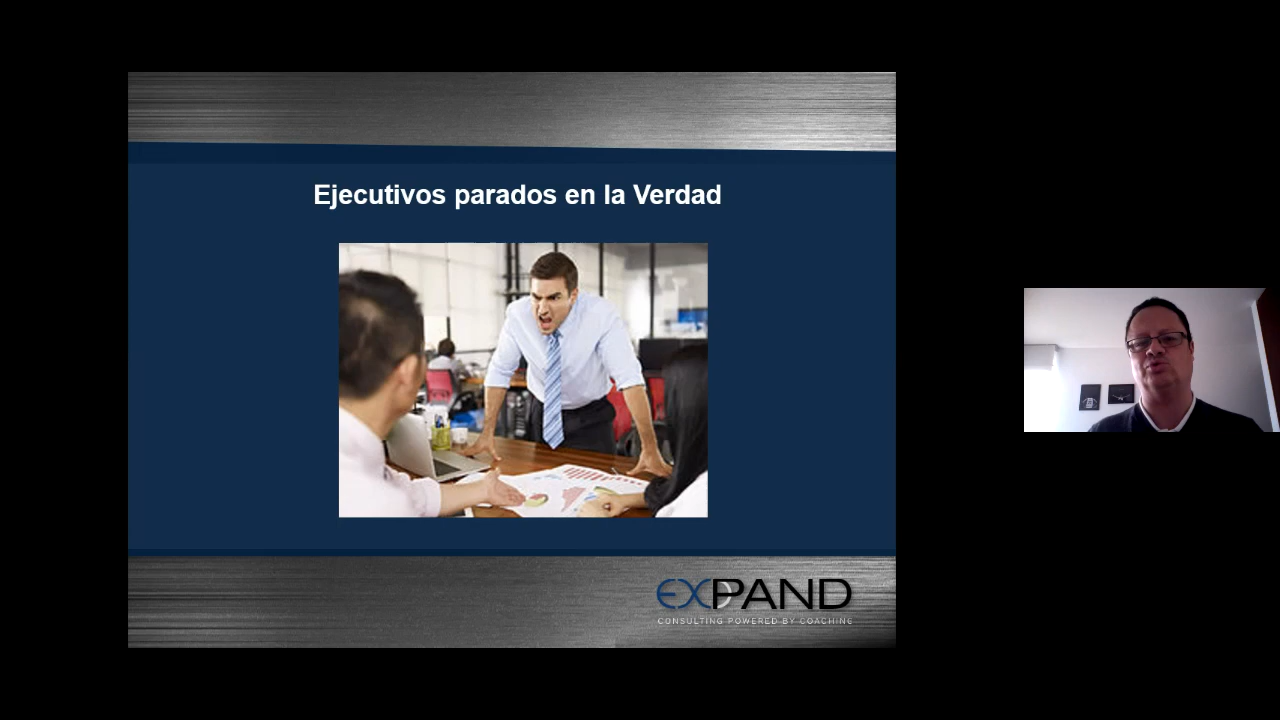 Ejecutivos parados en la Verdad
EXPAND
CONSULTING POWERED BY COACHING